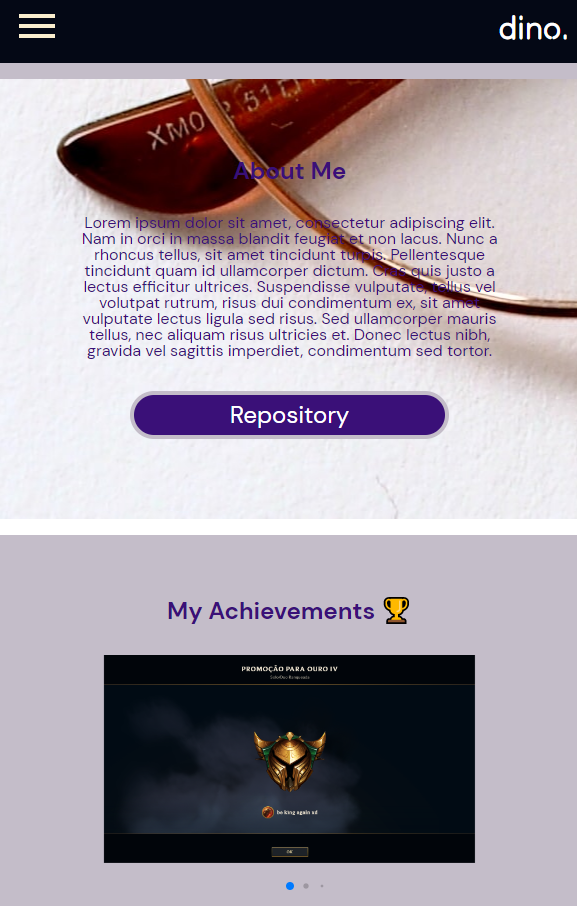 dino.
XMO
51
About Me
Lorem ipsum dolor sit amet, consectetur adipiscing elit.
Nam in orci in massa blandit feugiat et non lacus. Nunc a
rhoncus tellus, sit amet tincidunt turpis. Pellentesque
tincidunt quam id ullamcorper dictum. Cras quis justo a
lectus efficitur ultrices. Suspendisse vulputate, tellus vel
volutpat rutrum, risus dui condimentum ex, sit amet
vulputate lectus ligula sed risus. Sed ullamcorper mauris
tellus, nec aliquam risus ultricies et. Donec lectus nibh,
gravida vel sagittis imperdiet, condimentum sed tortor.
Repository
My Achievements 🏆
PROMOÇÃO PARA OURO IV
be king again xd
OK